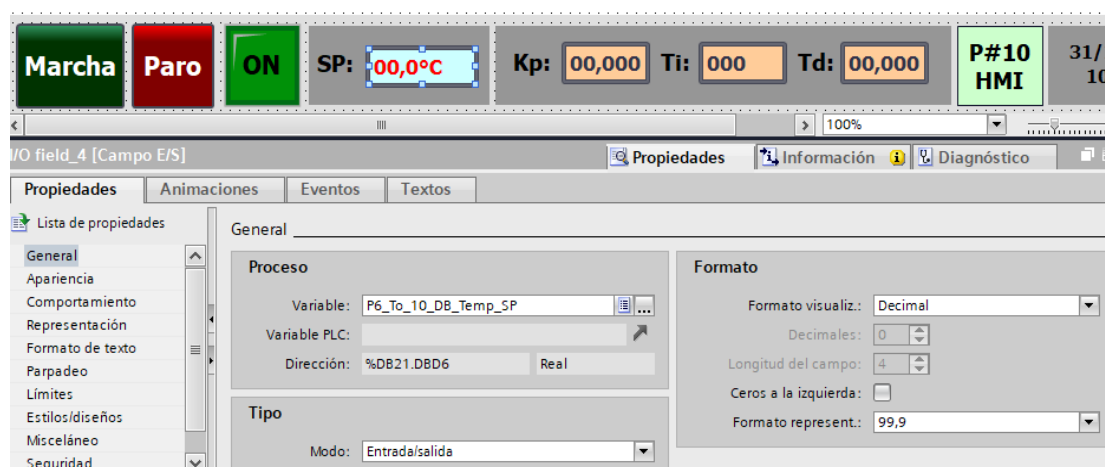 Marcha Paro ON SP: 00,0°C Kp: 00,000 Ti: 000 Td: 00,000 P#10 31/
HMI 10
100%
I/O field_4 [Campo E/S] Propiedades Información Diagnóstico
Propiedades Animaciones Eventos Textos
Lista de propiedades
General
Apariencia
Comportamiento
Representación
Formato de texto
Parpadeo
Límites
Estilos/diseños
Misceláneo
Seguridad
General
Proceso
Variable: P6_To_10_DB_Temp_SP ...
Variable PLC:
Dirección: %DB21.DBD6 Real
Tipo
Modo: Entrada/salida
Formato
Formato visualiz.: Decimal
Decimales: 0
Longitud del campo: 4
Ceros a la izquierda:
Formato represent.: 99,9